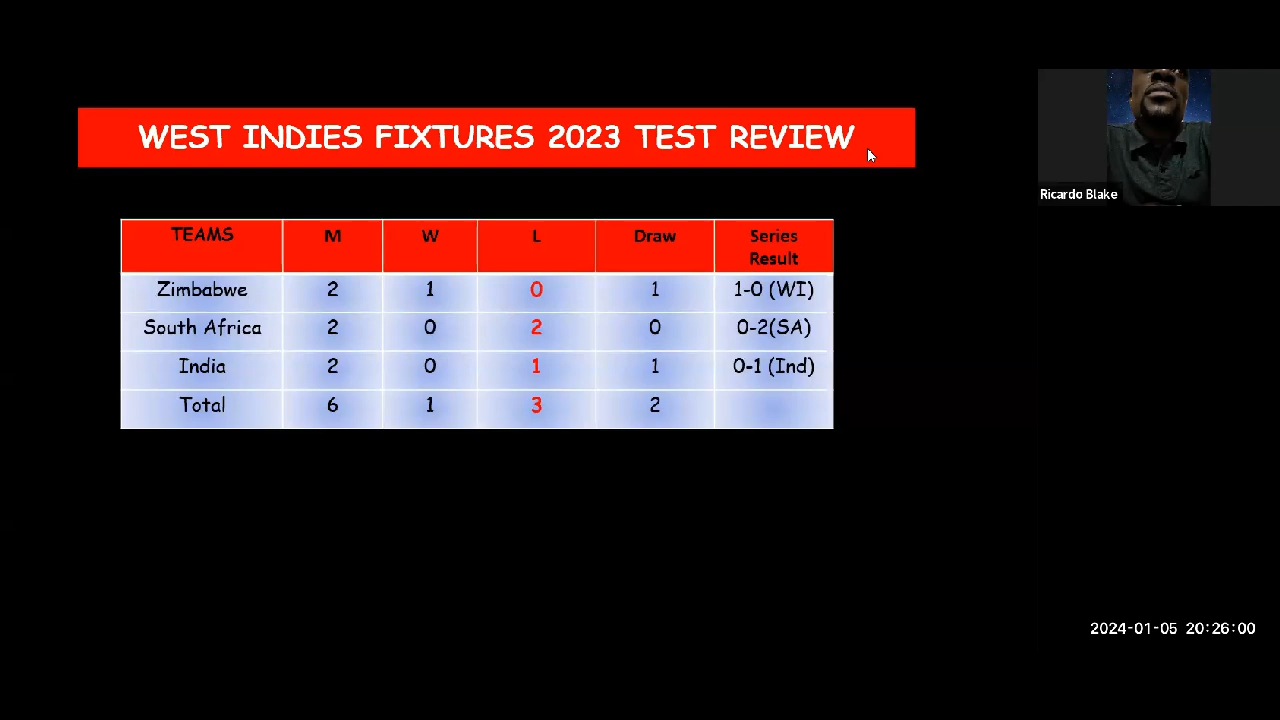 WEST INDIES FIXTURES 2023 TEST REVIEW
Ricardo Blake
TEAMS M W L Draw Series Result
Zimbabwe 2 1 0 1 1-0 (WI)
South Africa 2 0 2 0 0-2(SA)
India 2 0 1 1 0-1 (Ind)
Total 6 1 3 2
2024-01-05 20:26:00